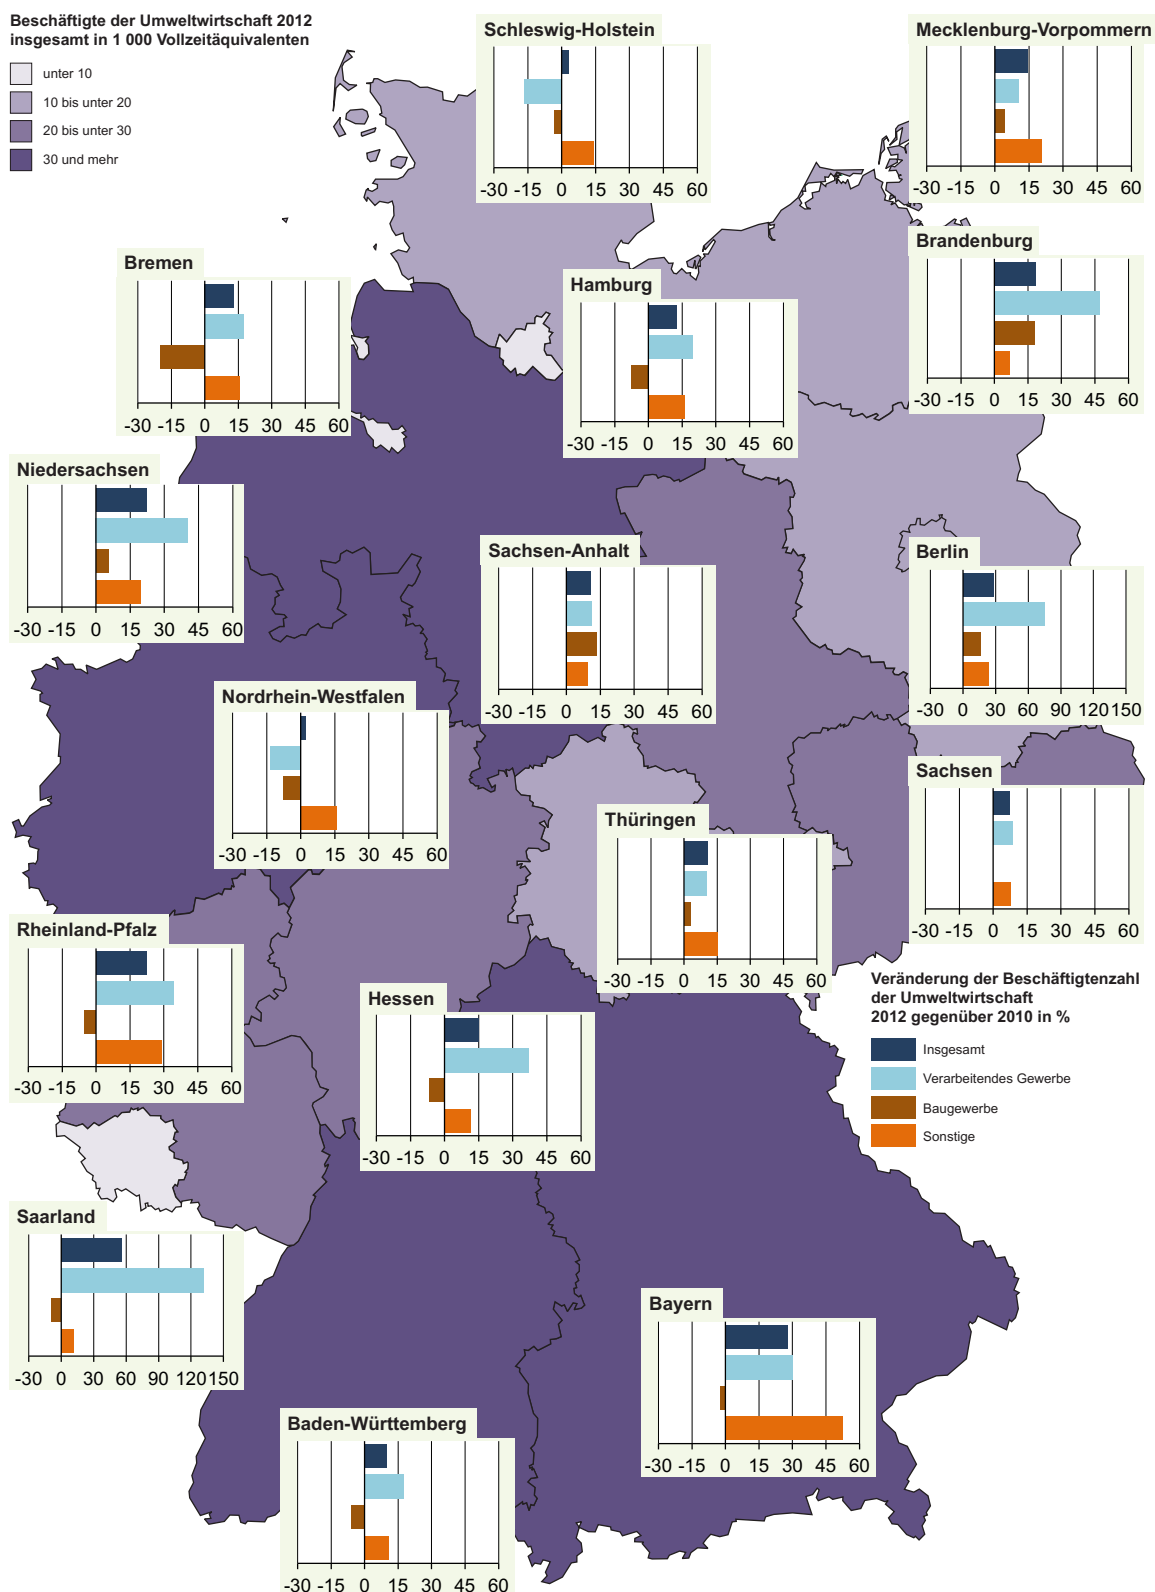 Beschäftigte der Umweltwirtschaft 2012
insgesamt in 1 000 Vollzeitäquivalenten
unter 10
10 bis unter 20
20 bis unter 30
30 und mehr
Schleswig-Holstein
-30 -15 0 15 30 45 60
Mecklenburg-Vorpommern
-30 -15 0 15 30 45 60
Bremen
-30 -15 0 15 30 45 60
Hamburg
-30 -15 0 15 30 45 60
Brandenburg
-30 -15 0 15 30 45 60
Niedersachsen
-30 -15 0 15 30 45 60
Sachsen-Anhalt
-30 -15 0 15 30 45 60
Berlin
-30 0 30 60 90 120 150
Nordrhein-Westfalen
-30 -15 0 15 30 45 60
Thüringen
-30 -15 0 15 30 45 60
Sachsen
-30 -15 0 15 30 45 60
Rheinland-Pfalz
-30 -15 0 15 30 45 60
Hessen
-30 -15 0 15 30 45 60
Veränderung der Beschäftigtenzahl
der Umweltwirtschaft
2012 gegenüber 2010 in %
Insgesamt
Verarbeitendes Gewerbe
Baugewerbe
Sonstige
Saarland
-30 0 30 60 90 120 150
Bayern
-30 -15 0 15 30 45 60
Baden-Württemberg
-30 -15 0 15 30 45 60